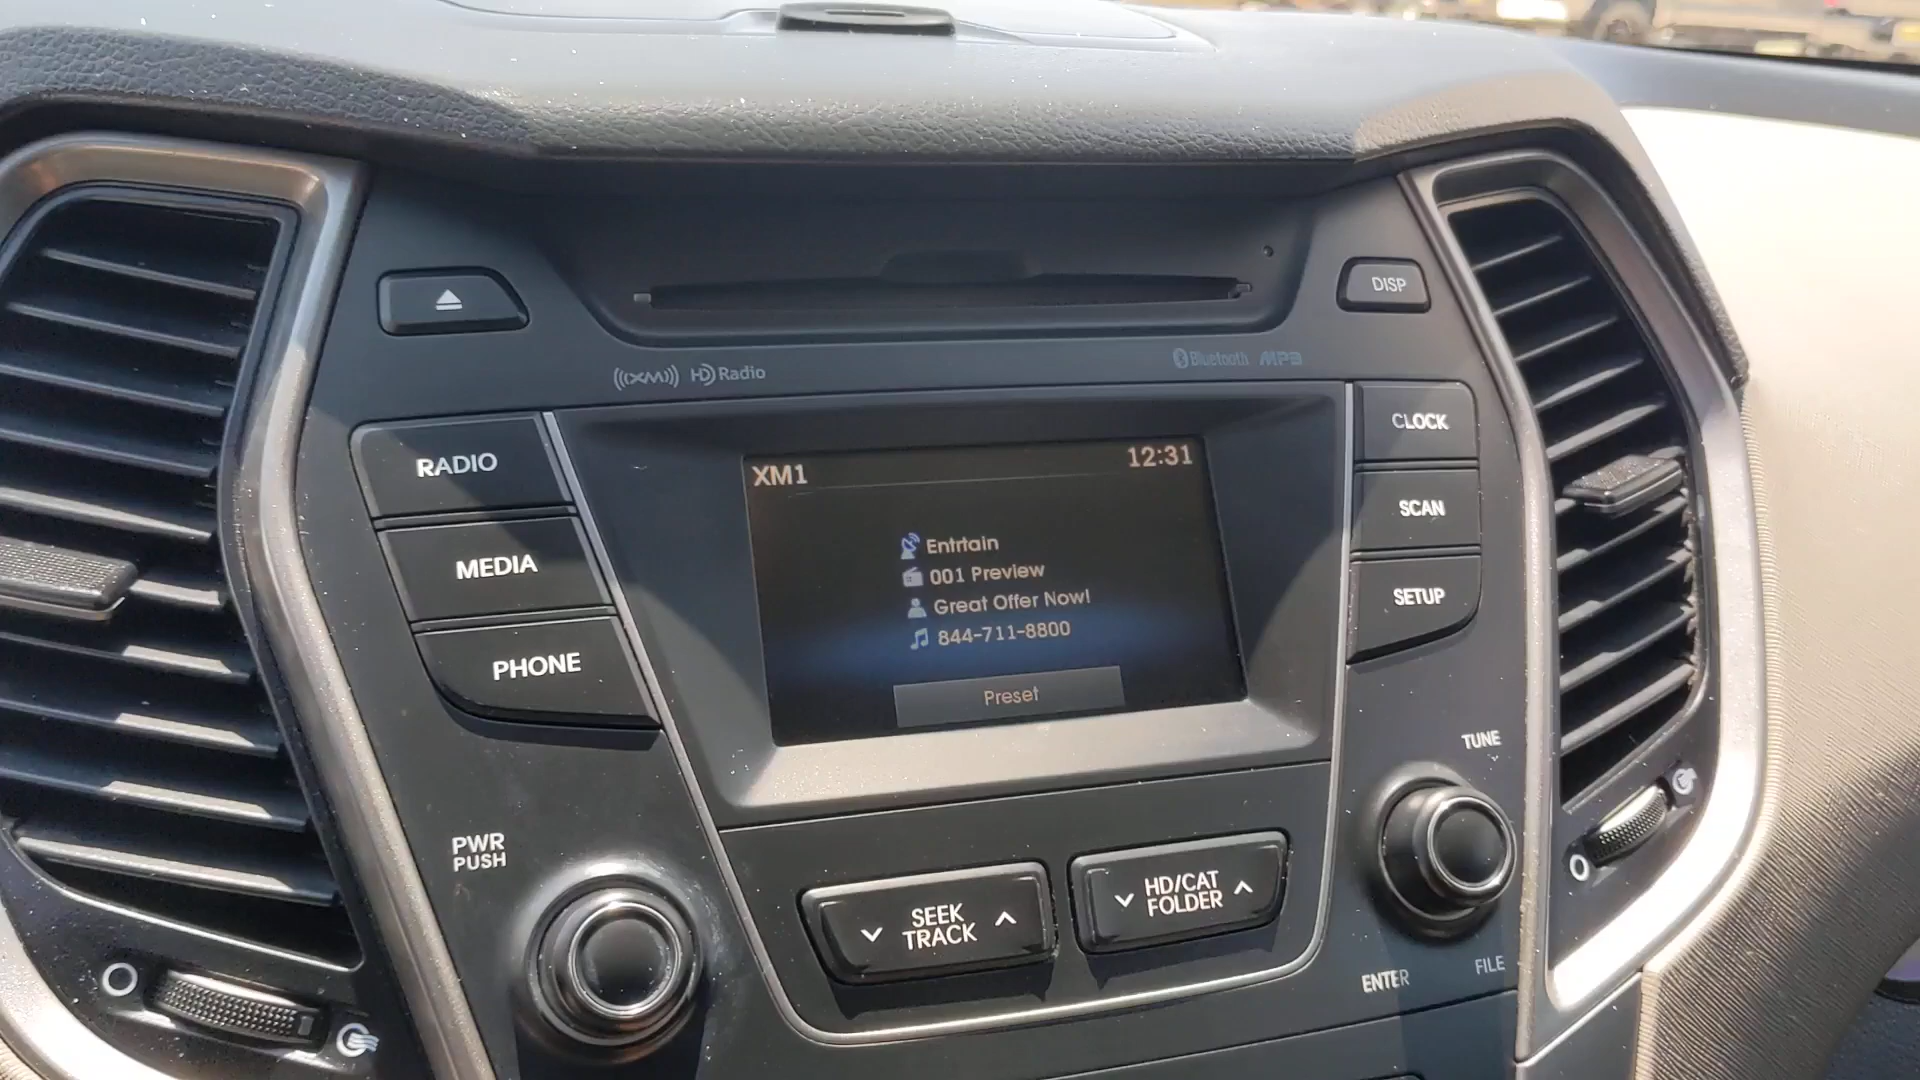 DISP
XM HD Radio
Bluetooth MP3
RADIO
MEDIA
PHONE
XM1
12:31
Entrtain
001 Preview
Great Offer Now!
844-711-8800
Preset
CLOCK
SCAN
SETUP
TUNE
PWR
PUSH
SEEK
TRACK
HD/CAT
FOLDER
ENTER
FILE